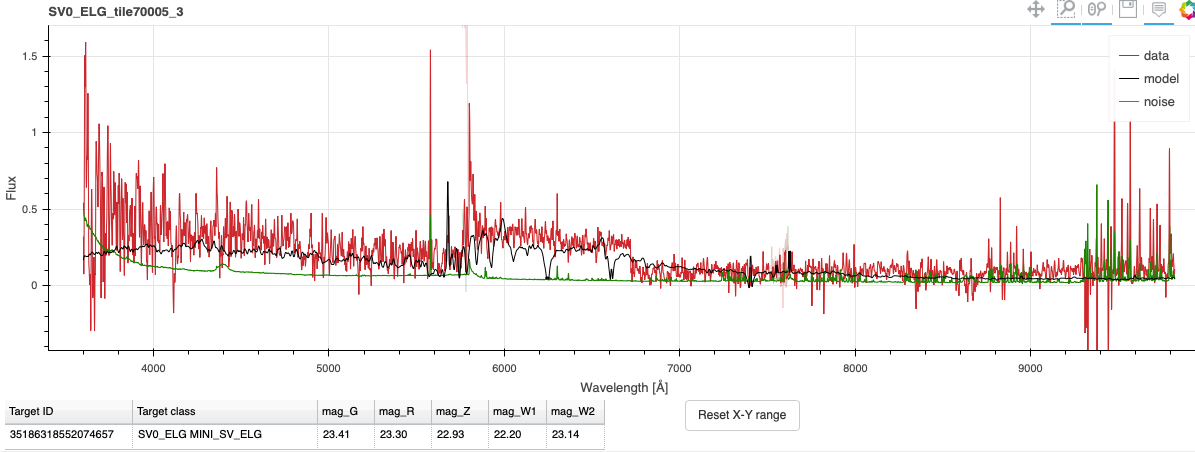 SV0_ELG_tile70005_3
data
model
noise
1.5
1
0.5
0
Flux
4000 5000 6000 7000 8000 9000
Wavelength [Å]
Target ID Target class mag_G mag_R mag_Z mag_W1 mag_W2
35186318552074657 SV0_ELG MINI_SV_ELG 23.41 23.30 22.93 22.20 23.14
Reset X-Y range